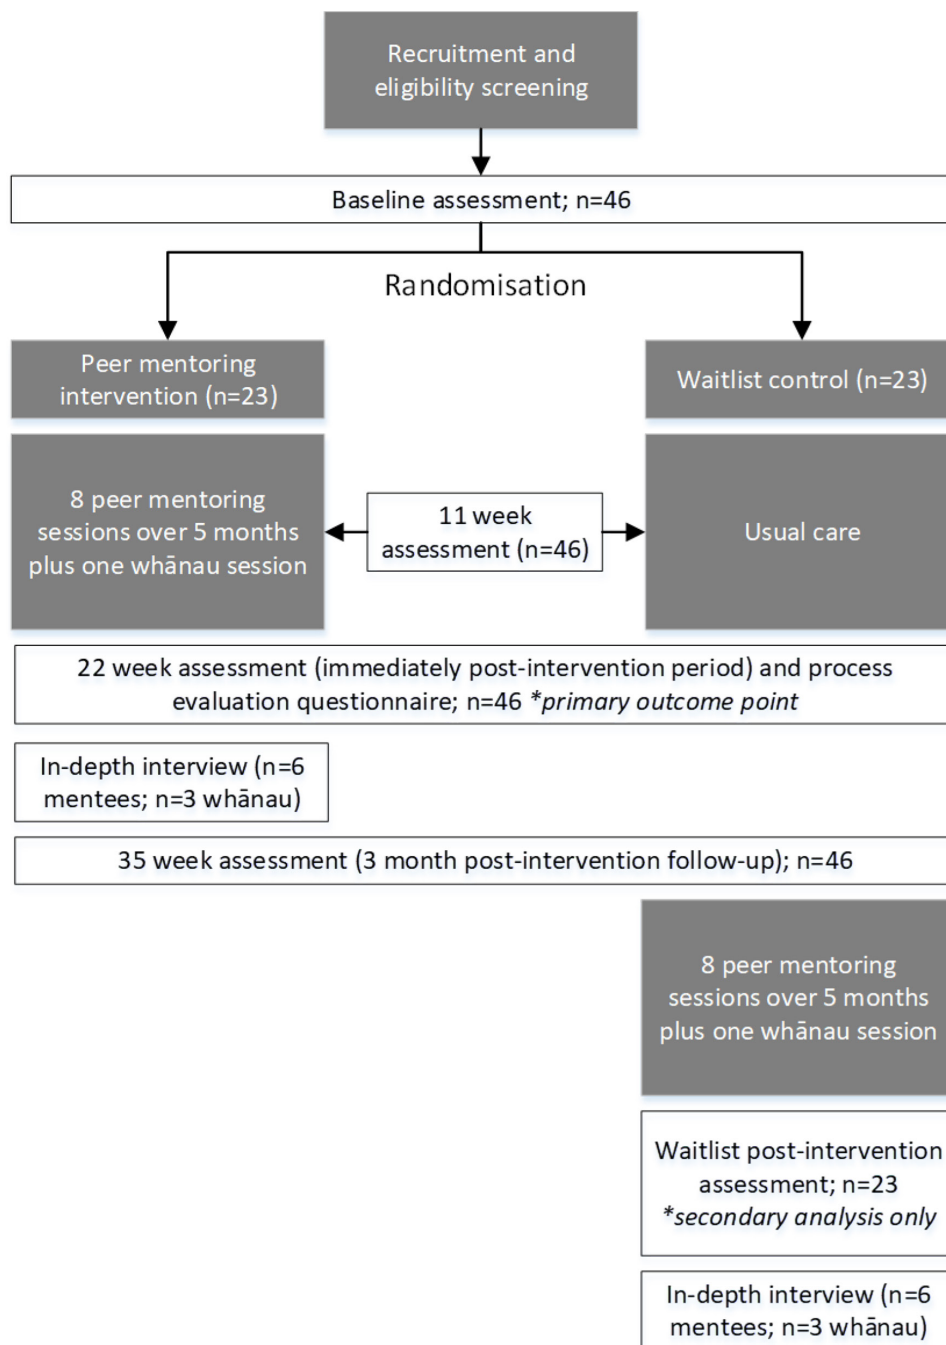 Recruitment and
eligibility screening
Baseline assessment; n=46
Randomisation
Peer mentoring
intervention (n=23)
Waitlist control (n=23)
8 peer mentoring
sessions over 5 months
plus one whānau session
11 week
assessment (n=46)
Usual care
22 week assessment (immediately post-intervention period) and process
evaluation questionnaire; n=46 *primary outcome point
In-depth interview (n=6
mentees; n=3 whānau)
35 week assessment (3 month post-intervention follow-up); n=46
8 peer mentoring
sessions over 5 months
plus one whānau session
Waitlist post-intervention
assessment; n=23
*secondary analysis only
In-depth interview (n=6
mentees; n=3 whānau)